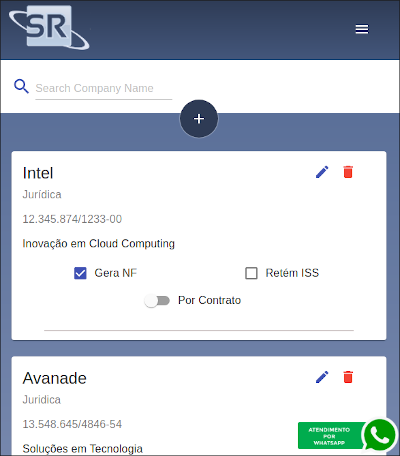 SR
Search Company Name
+
Intel
Jurídica
12.345.874/1233-00
Inovação em Cloud Computing
Gera NF
Retém ISS
Por Contrato
Avanade
Juridica
13.548.645/4846-54
ATENDIMENTO
POR
WHATSAPP
Soluções em Tecnologia